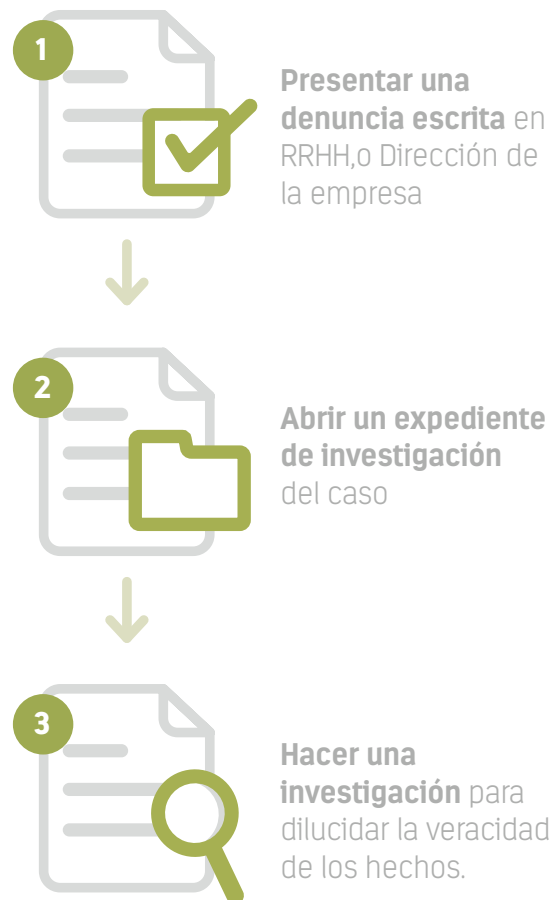 1
Presentar una
denuncia escrita en
RRHH,o Dirección de
la empresa
2
Abrir un expediente
de investigación
del caso
3
Hacer una
investigación para
dilucidar la veracidad
de los hechos.